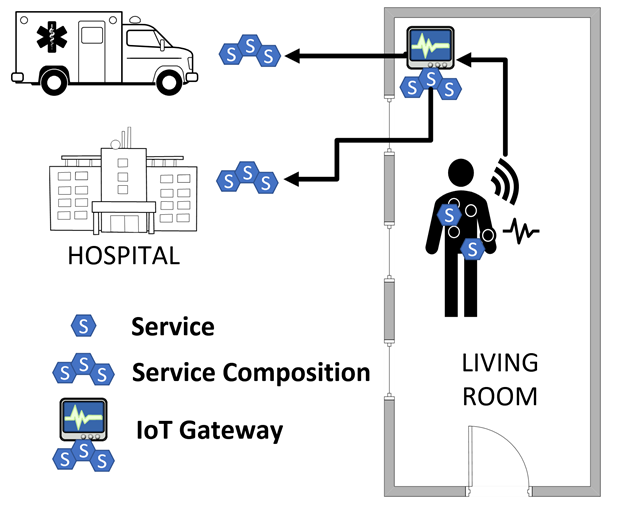 S S S
S S S
S S S
HOSPITAL
S
S
S Service
S S S Service Composition
LIVING
ROOM
IoT Gateway
S S S